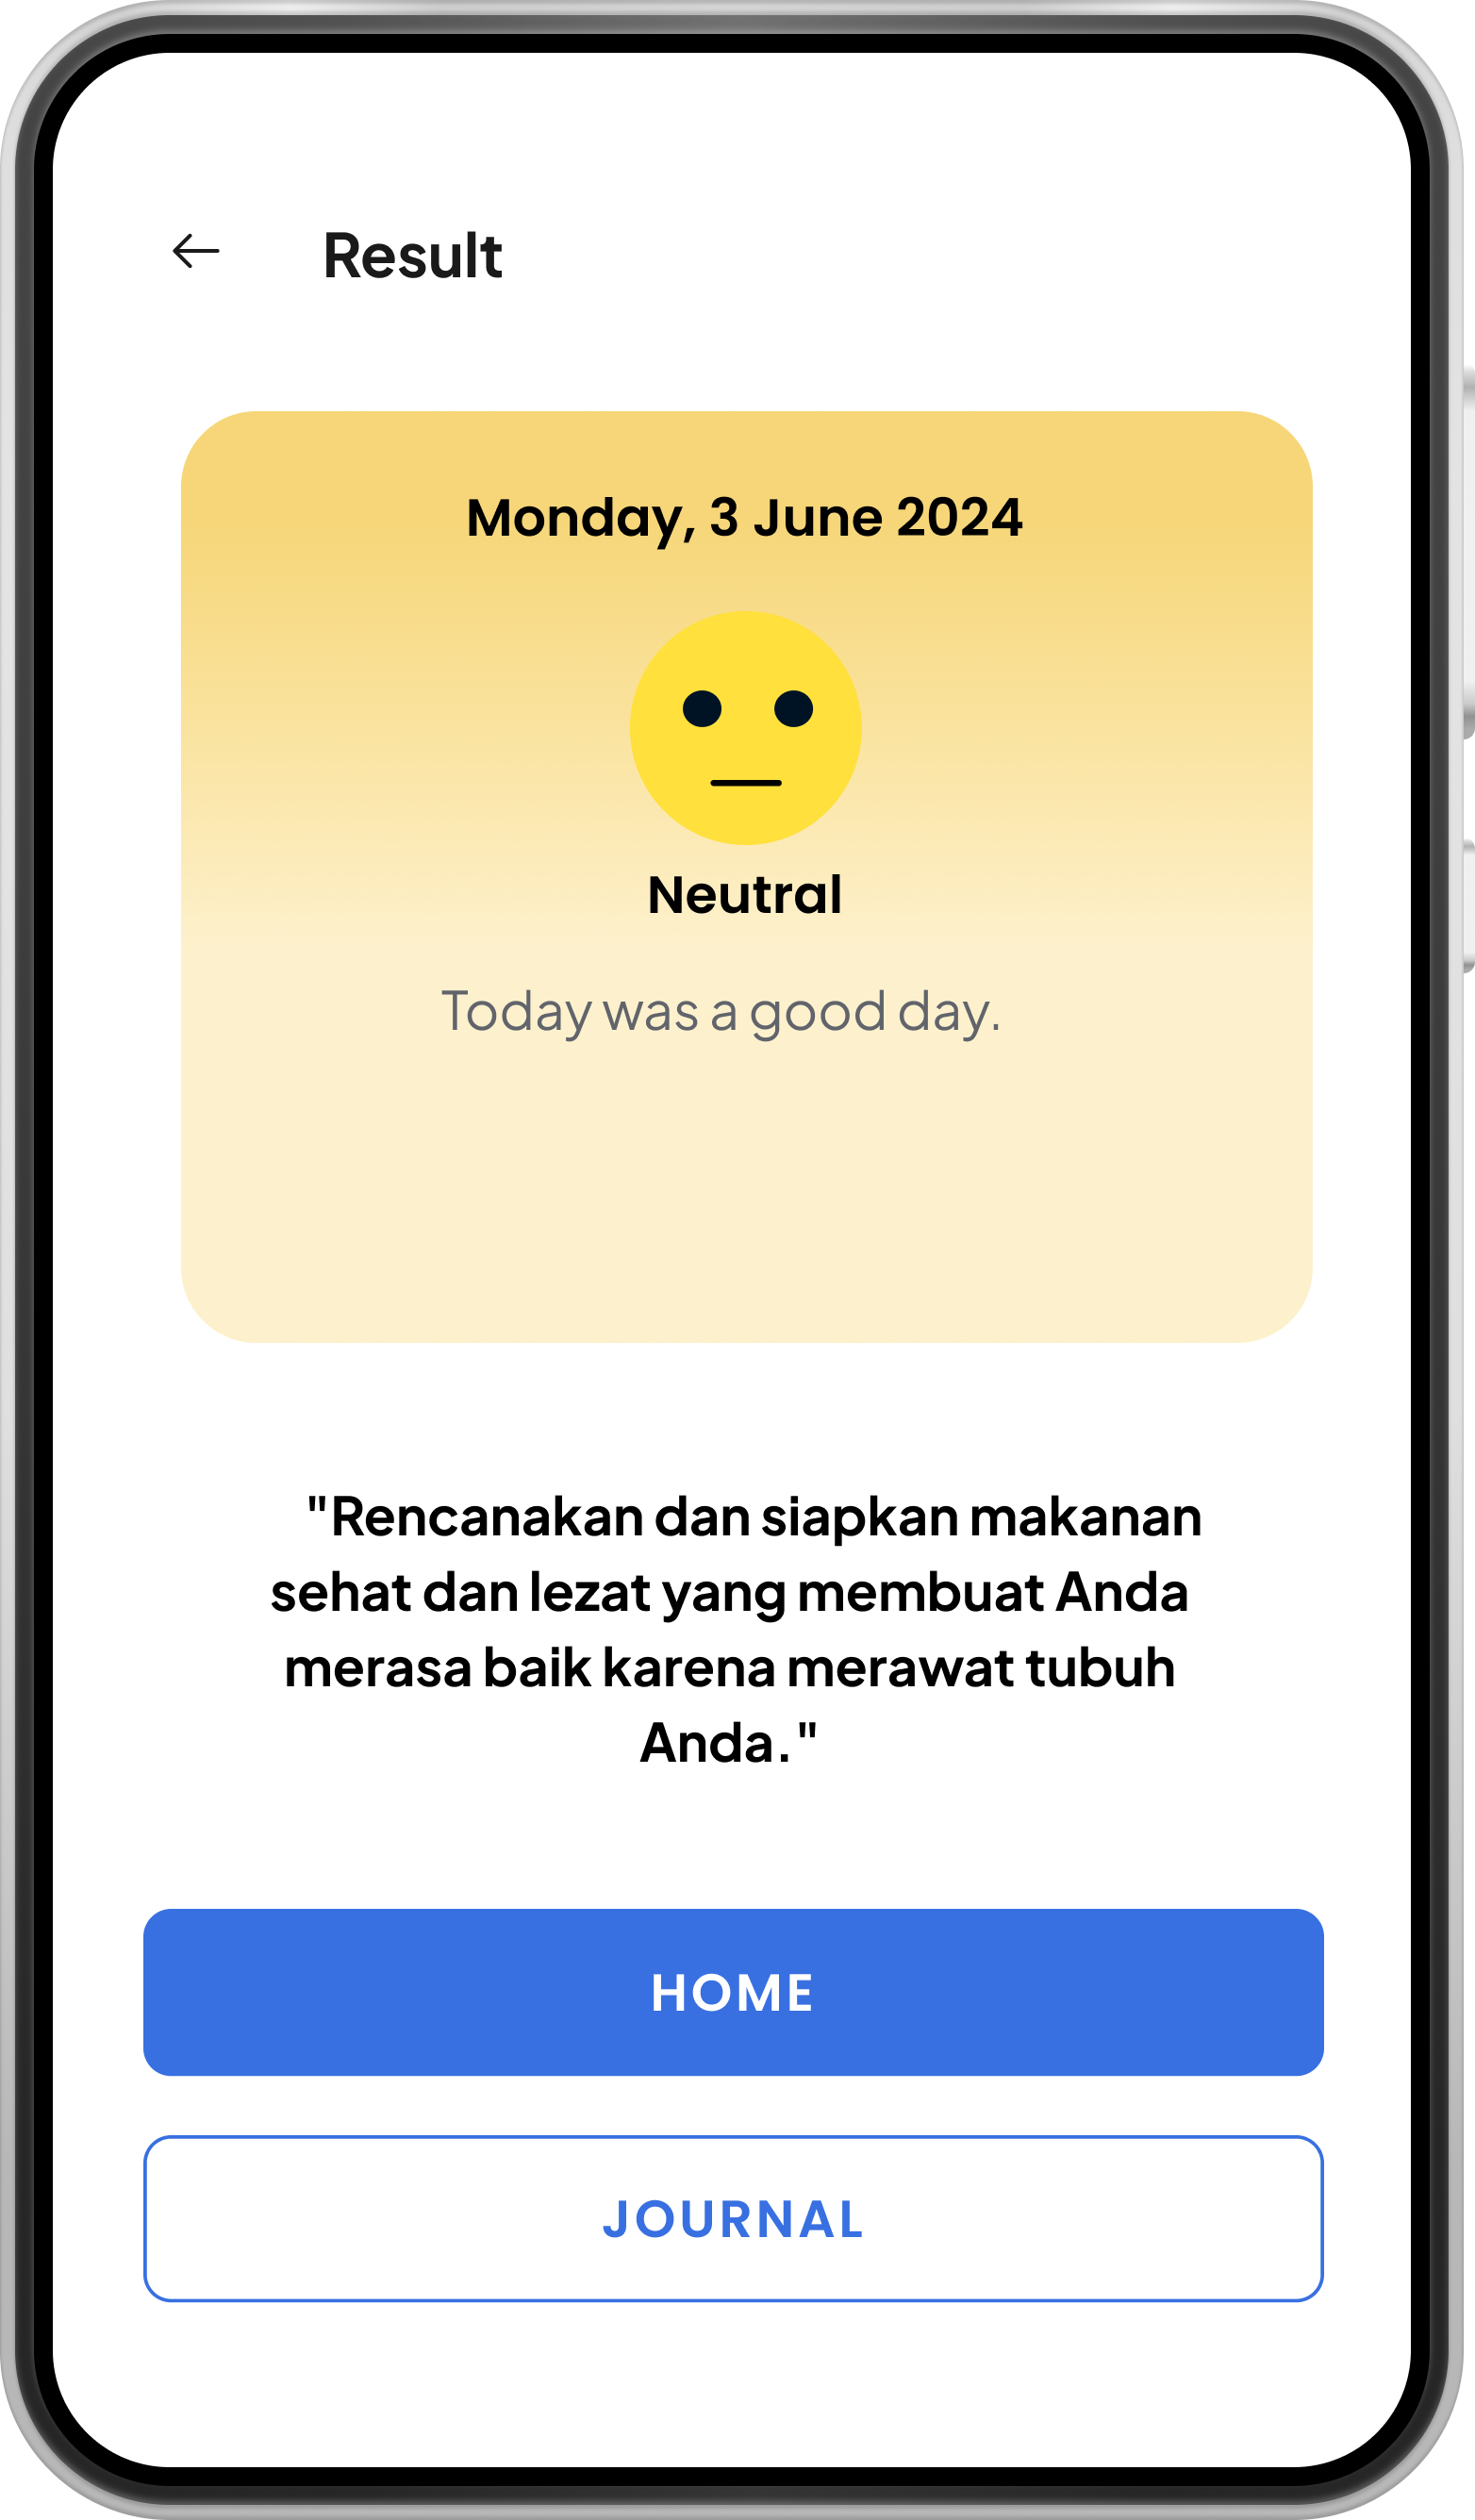 Result
Monday, 3 June 2024
Neutral
Today was a good day.
"Rencanakan dan siapkan makanan
sehat dan lezat yang membuat Anda
merasa baik karena merawat tubuh
Anda."
HOME
JOURNAL